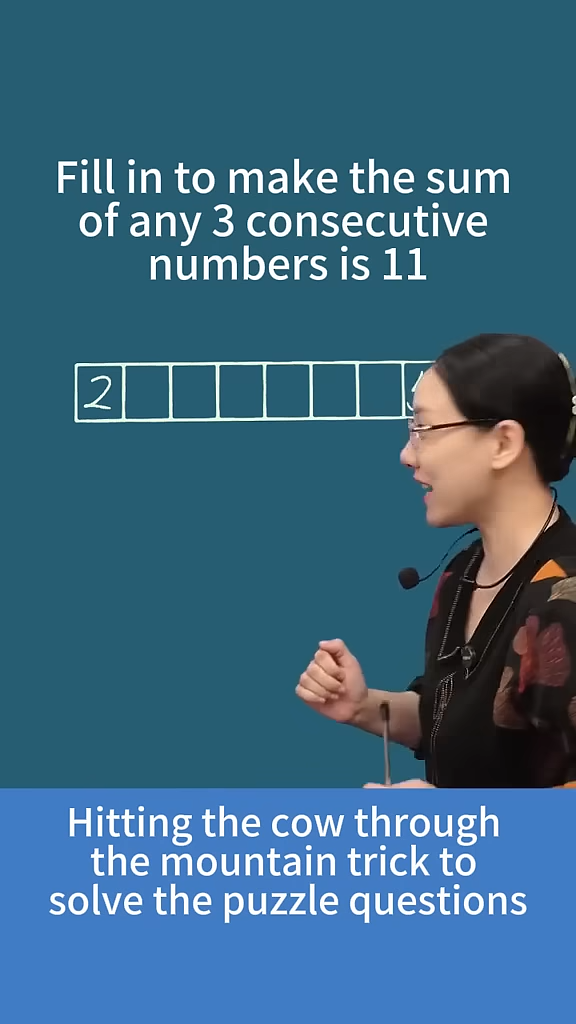 Fill in to make the sum
of any 3 consecutive
numbers is 11
2
Hitting the cow through
the mountain trick to
solve the puzzle questions